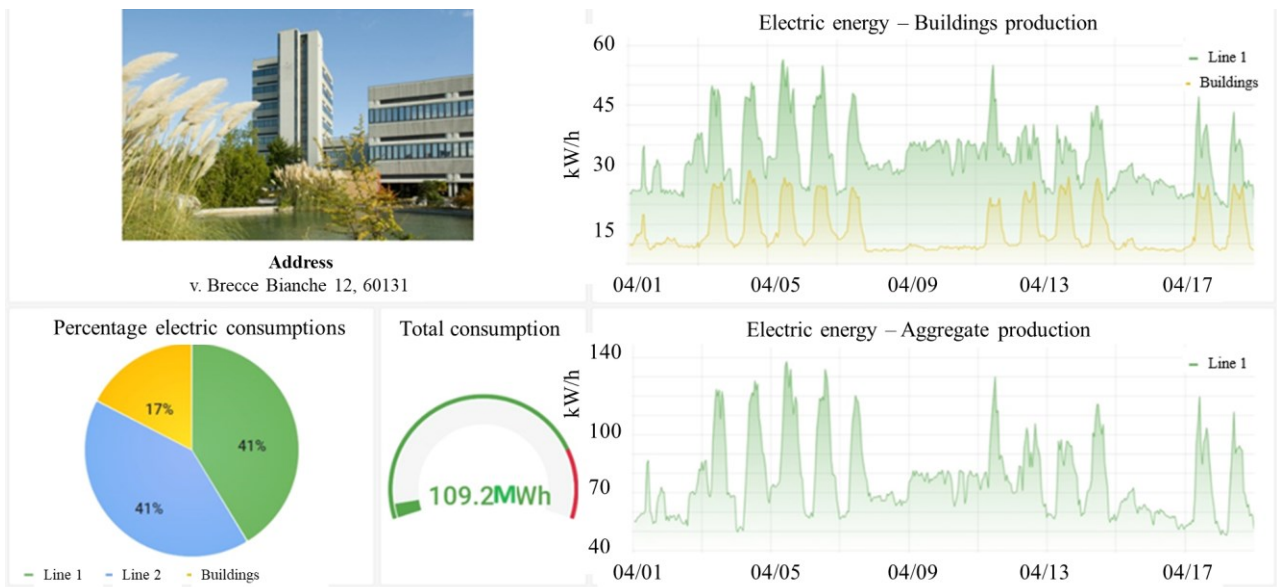 Address
v. Brecce Bianche 12, 60131
Electric energy – Buildings production
60
45
30
15
kW/h
Line 1
Buildings
04/01 04/05 04/09 04/13 04/17
Percentage electric consumptions
17%
41%
41%
Line 1 Line 2 Buildings
Total consumption
109.2MWh
Electric energy – Aggregate production
140
100
70
40
kW/h
Line 1
04/01 04/05 04/09 04/13 04/17